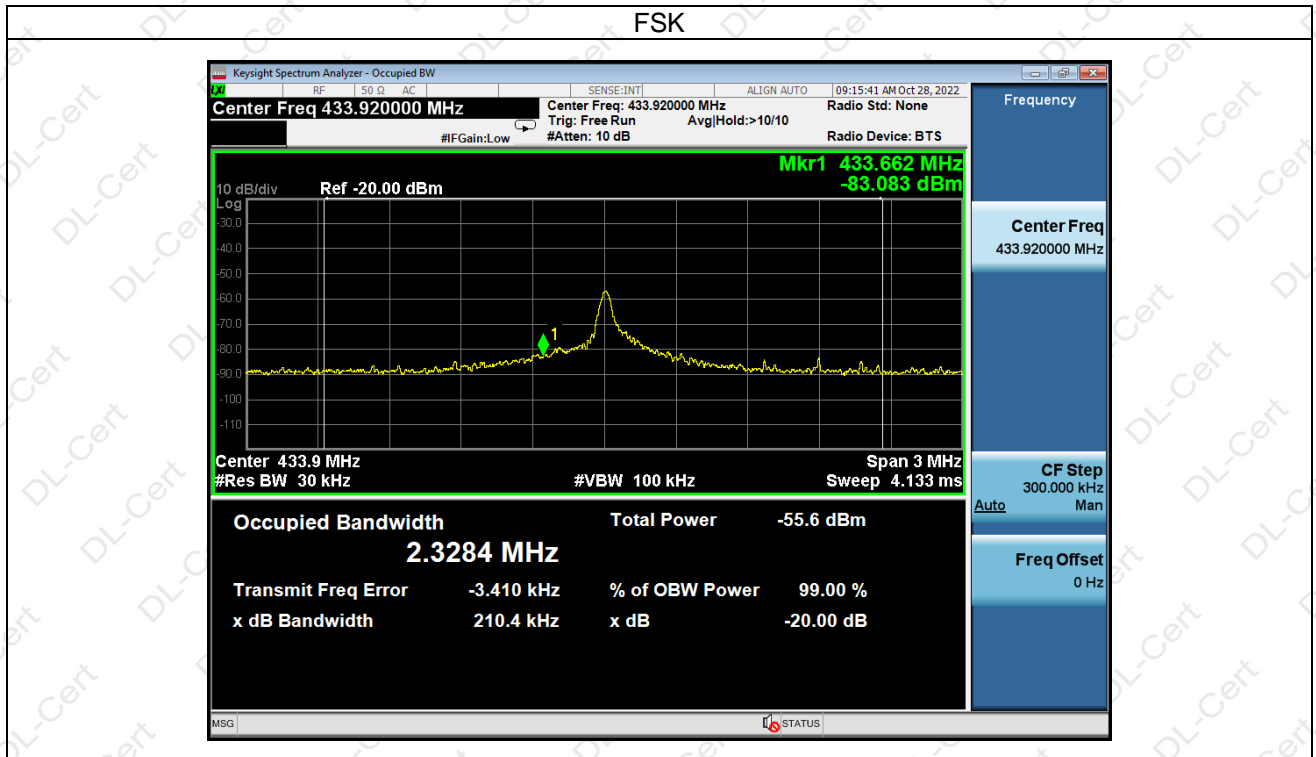 FSK
Keysight Spectrum Analyzer - Occupied BW
LXI RF 50 Ω AC SENSE:INT ALIGN AUTO 09:15:41 AM Oct 28, 2022
Center Freq 433.920000 MHz
Center Freq: 433.920000 MHz Radio Std: None
Trig: Free Run Avg|Hold:>10/10
#IFGain:Low #Atten: 10 dB Radio Device: BTS
Mkr1 433.662 MHz
10 dB/div Ref -20.00 dBm -83.083 dBm
Log
-30.0
-40.0
-50.0
-60.0
-70.0
1
-80.0
-90.0
-100
-110
Center 433.9 MHz Span 3 MHz
#Res BW 30 kHz #VBW 100 kHz Sweep 4.133 ms
Occupied Bandwidth Total Power -55.6 dBm
2.3284 MHz
Transmit Freq Error -3.410 kHz % of OBW Power 99.00 %
x dB Bandwidth 210.4 kHz x dB -20.00 dB
MSG STATUS
Frequency
Center Freq
433.920000 MHz
CF Step
300.000 kHz
Auto Man
Freq Offset
0 Hz
DL-Cert